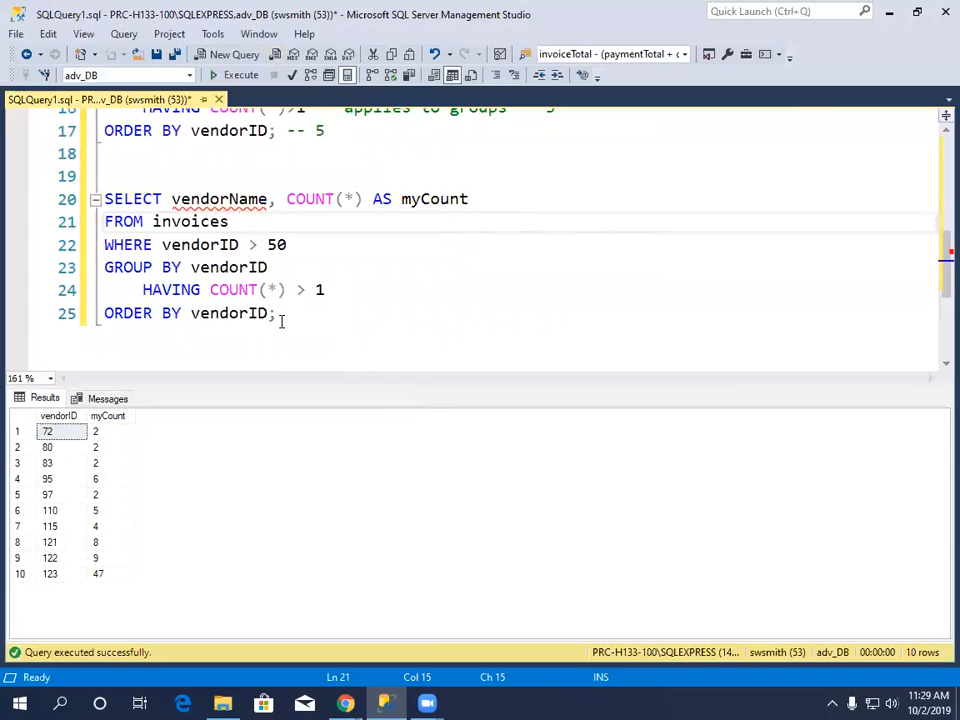 SQLQuery1.sql - PRC-H133-100\SQLEXPRESS.adv_DB (swsmith (53))* - Microsoft SQL Server Management Studio
Quick Launch (Ctrl+Q)
File Edit View Query Project Tools Window Help
New Query
invoiceTotal - (paymentTotal + c
adv_DB
Execute
SQLQuery1.sql - PR...v_DB (swsmith (53))*
16 HAVING COUNT(*)>1
17 ORDER BY vendorID; -- 5
18
19
20 SELECT vendorName, COUNT(*) AS myCount
21 FROM invoices
22 WHERE vendorID > 50
23 GROUP BY vendorID
24 HAVING COUNT(*) > 1
25 ORDER BY vendorID;
161 %
Results Messages
vendorID myCount
1 72 2
2 80 2
3 83 2
4 95 6
5 97 2
6 110 5
7 115 4
8 121 8
9 122 9
10 123 47
Query executed successfully.
PRC-H133-100\SQLEXPRESS (14... swsmith (53) adv_DB 00:00:00 10 rows
Ready Ln 21 Col 15 Ch 15 INS
11:29 AM
10/2/2019